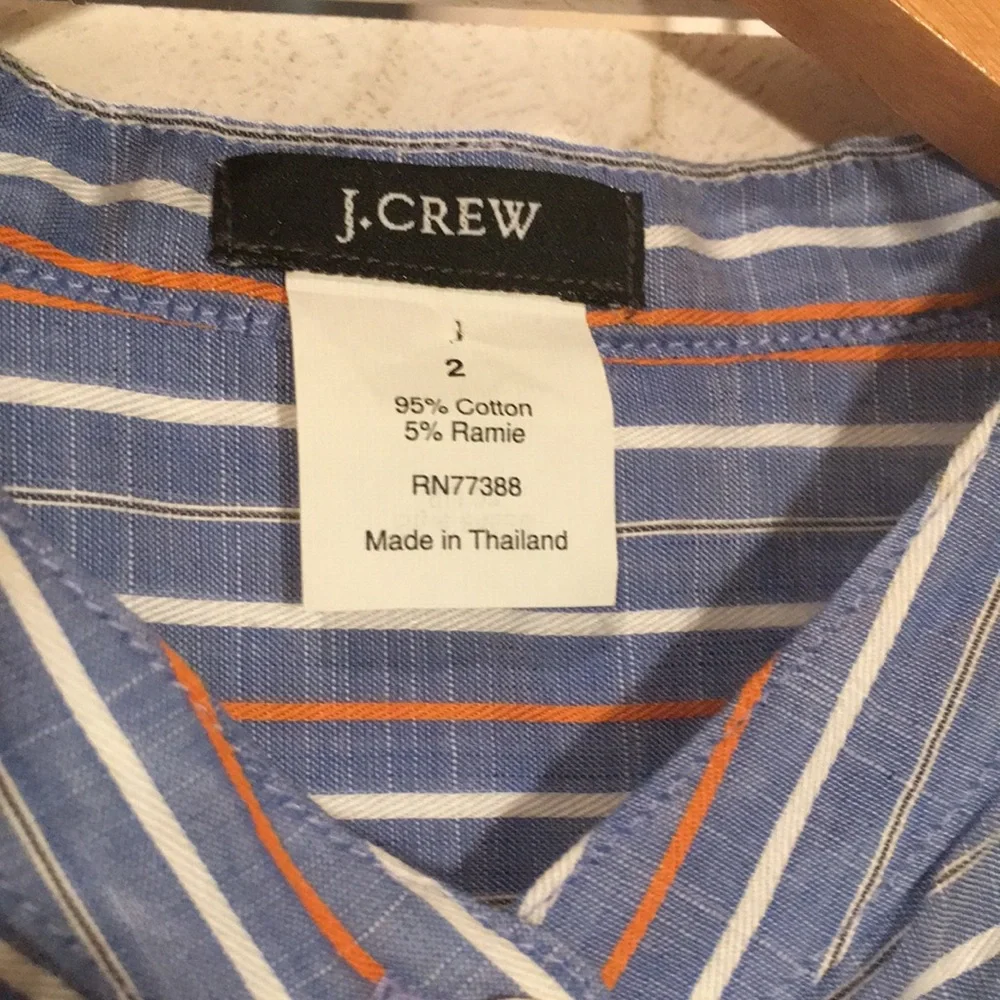 J.CREW
2
95% Cotton
5% Ramie
RN77388
Made in Thailand